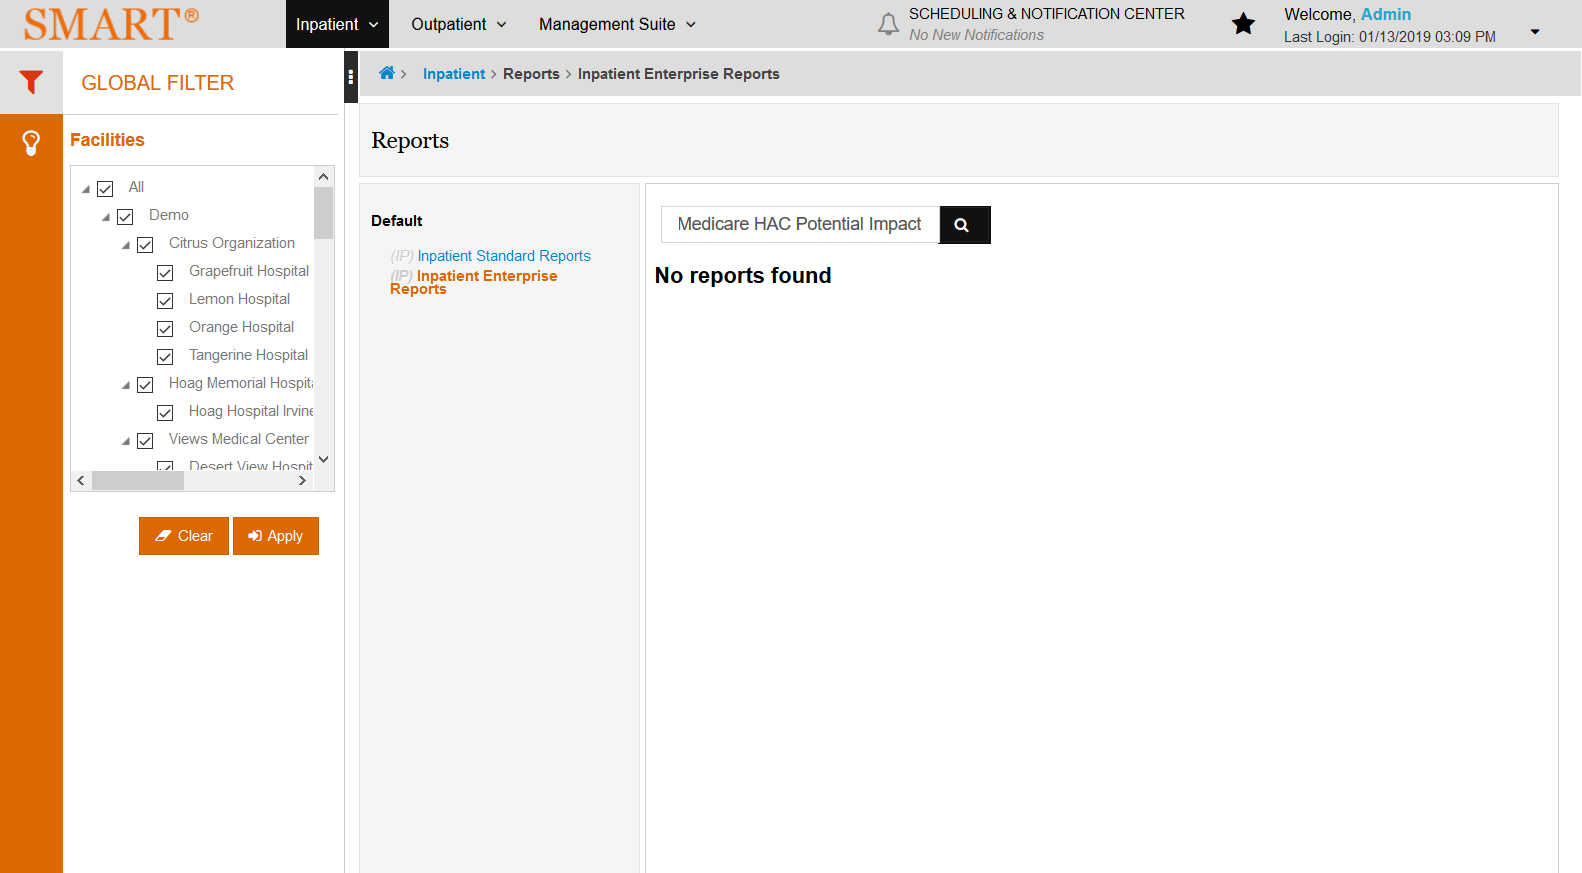 SMART®
Inpatient
Outpatient
Management Suite
SCHEDULING & NOTIFICATION CENTER
No New Notifications
Welcome, Admin
Last Login: 01/13/2019 03:09 PM
GLOBAL FILTER
Inpatient > Reports > Inpatient Enterprise Reports
Facilities
All
Demo
Citrus Organization
Grapefruit Hospital
Lemon Hospital
Orange Hospital
Tangerine Hospital
Hoag Memorial Hospita
Hoag Hospital Irvine
Views Medical Center
Desert View Hospit
Clear
Apply
Reports
Default
(IP) Inpatient Standard Reports
(IP) Inpatient Enterprise
Reports
Medicare HAC Potential Impact
No reports found